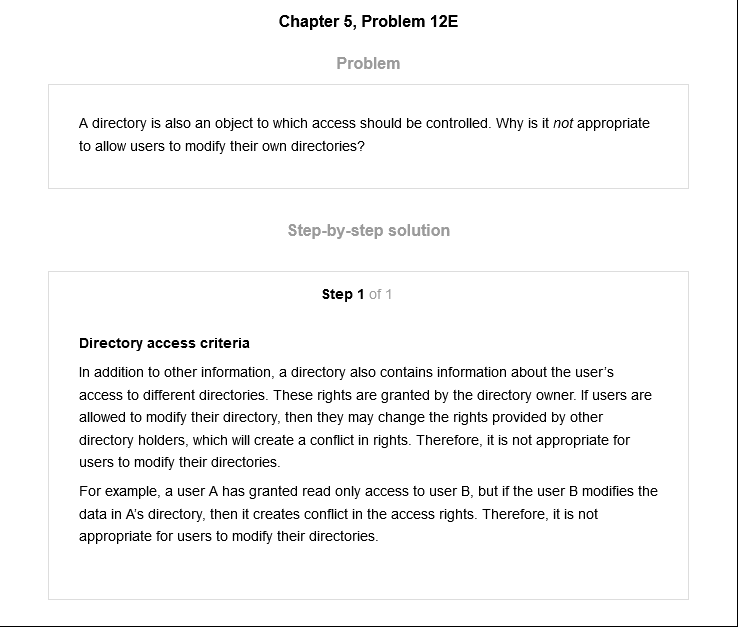 Chapter 5, Problem 12E
Problem
A directory is also an object to which access should be controlled. Why is it not appropriate
to allow users to modify their own directories?
Step-by-step solution
Step 1 of 1
Directory access criteria
In addition to other information, a directory also contains information about the user’s
access to different directories. These rights are granted by the directory owner. If users are
allowed to modify their directory, then they may change the rights provided by other
directory holders, which will create a conflict in rights. Therefore, it is not appropriate for
users to modify their directories.
For example, a user A has granted read only access to user B, but if the user B modifies the
data in A’s directory, then it creates conflict in the access rights. Therefore, it is not
appropriate for users to modify their directories.